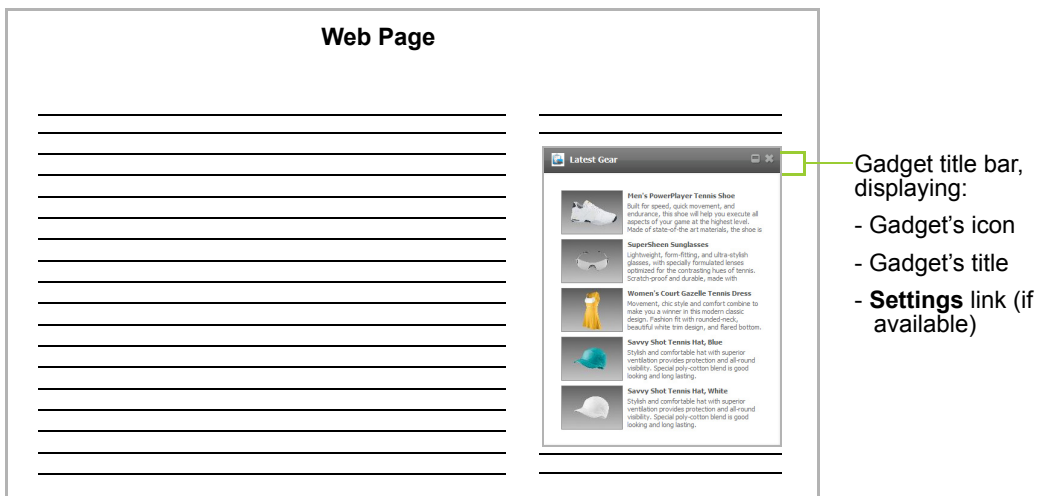 Web Page
Latest Gear
Men's PowerPlayer Tennis Shoe
Built for speed, quick movement, and
endurance, this shoe will help you execute all
aspects of your game at the highest level.
Made of state-of-the art materials, the shoe is
SuperSheen Sunglasses
Lightweight, form-fitting, and ultra-stylish
glasses, with specially formulated lenses
optimized for the contrasting hues of tennis.
Scratch-proof and durable, made with
Women's Court Gazelle Tennis Dress
Movement, chic style and comfort combine to
make you a winner in this modern classic
design. Fashion fit with rounded-neck,
beautiful white trim design, and flared bottom.
Savvy Shot Tennis Hat, Blue
Stylish and comfortable hat with superior
ventilation provides protection and all-round
visibility. Special poly-cotton blend is good
looking and long lasting.
Savvy Shot Tennis Hat, White
Stylish and comfortable hat with superior
ventilation provides protection and all-round
visibility. Special poly-cotton blend is good
looking and long lasting.
Gadget title bar,
displaying:
- Gadget's icon
- Gadget's title
- Settings link (if
available)